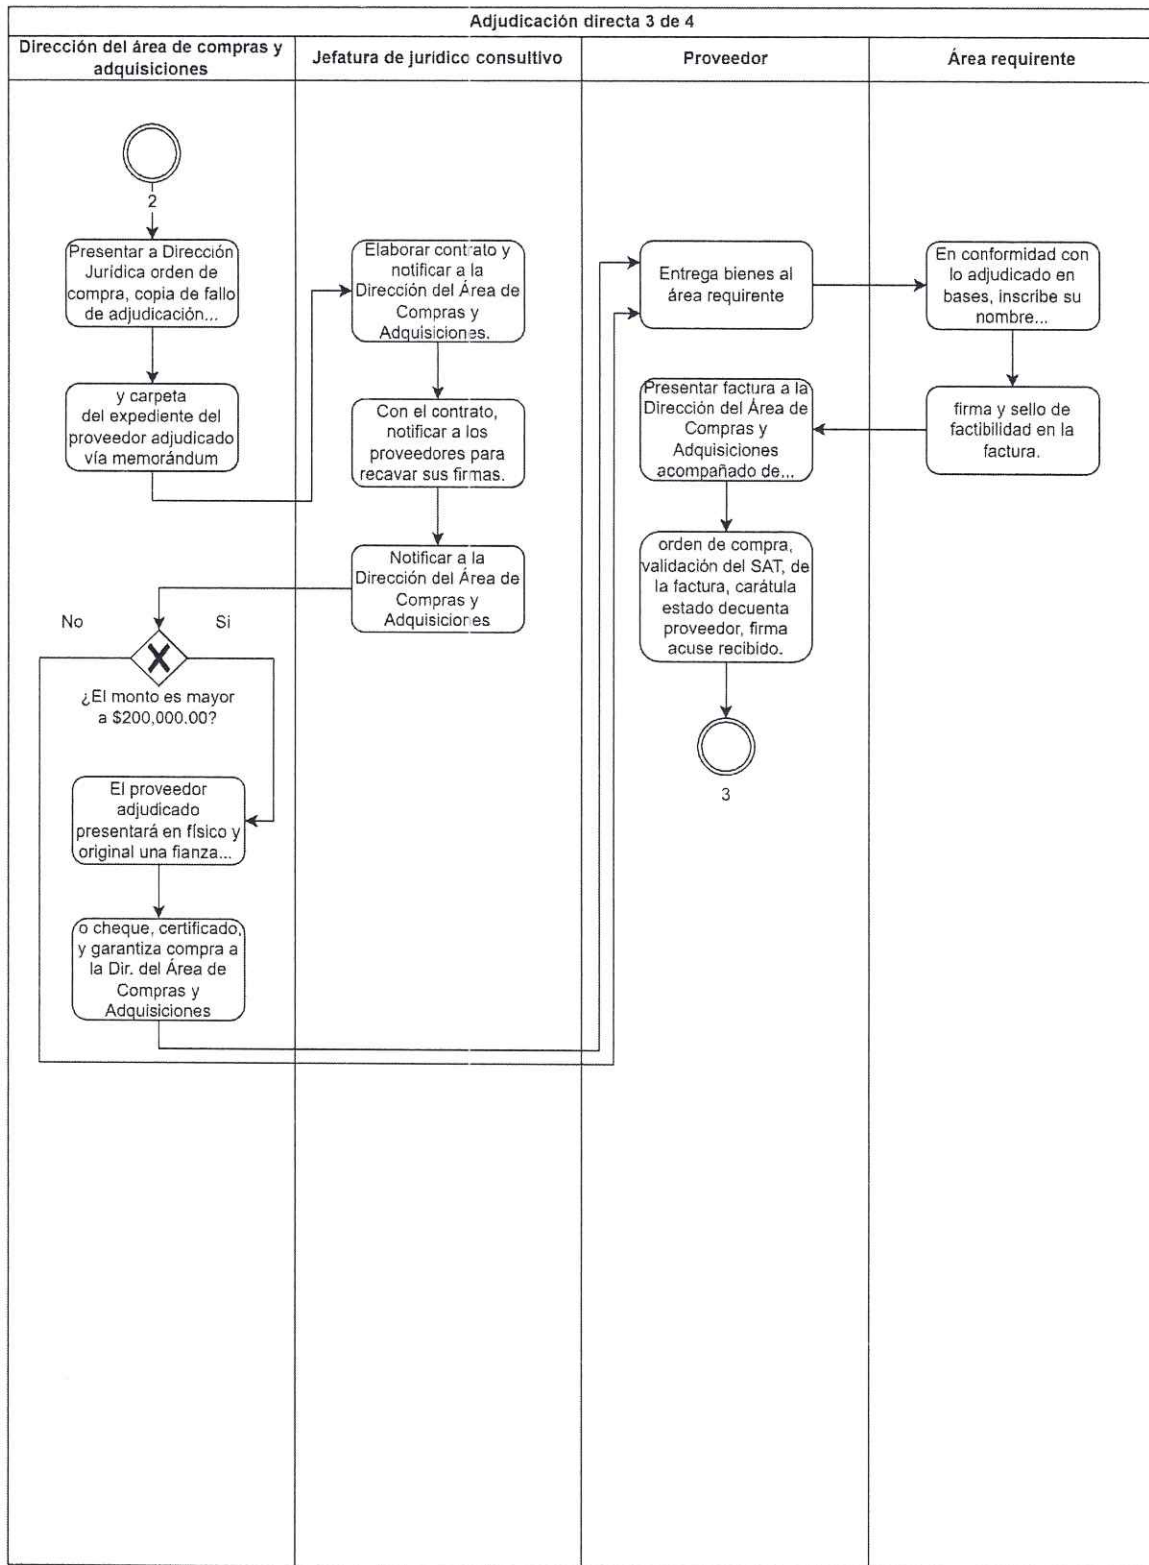 Adjudicación directa 3 de 4
Dirección del área de compras y
adquisiciones
Jefatura de jurídico consultivo
Proveedor
Área requirente
2
Presentar a Dirección
Jurídica orden de
compra, copia de fallo
de adjudicación...
y carpeta
del expediente del
proveedor adjudicado
vía memorándum
Elaborar contrato y
notificar a la
Dirección del Área de
Compras y
Adquisiciones.
Con el contrato,
notificar a los
proveedores para
recavar sus firmas.
Notificar a la
Dirección del Área de
Compras y
Adquisiciones
No
Si
¿El monto es mayor
a $200,000.00?
El proveedor
adjudicado
presentará en físico y
original una fianza...
o cheque, certificado,
y garantiza compra a
la Dir. del Área de
Compras y
Adquisiciones
Entrega bienes al
área requirente
En conformidad con
lo adjudicado en
bases, inscribe su
nombre...
firma y sello de
factibilidad en la
factura.
Presentar factura a la
Dirección del Área de
Compras y
Adquisiciones
acompañado de...
orden de compra,
validación del SAT, de
la factura, carátula
estado decuenta
proveedor, firma
acuse recibido.
3